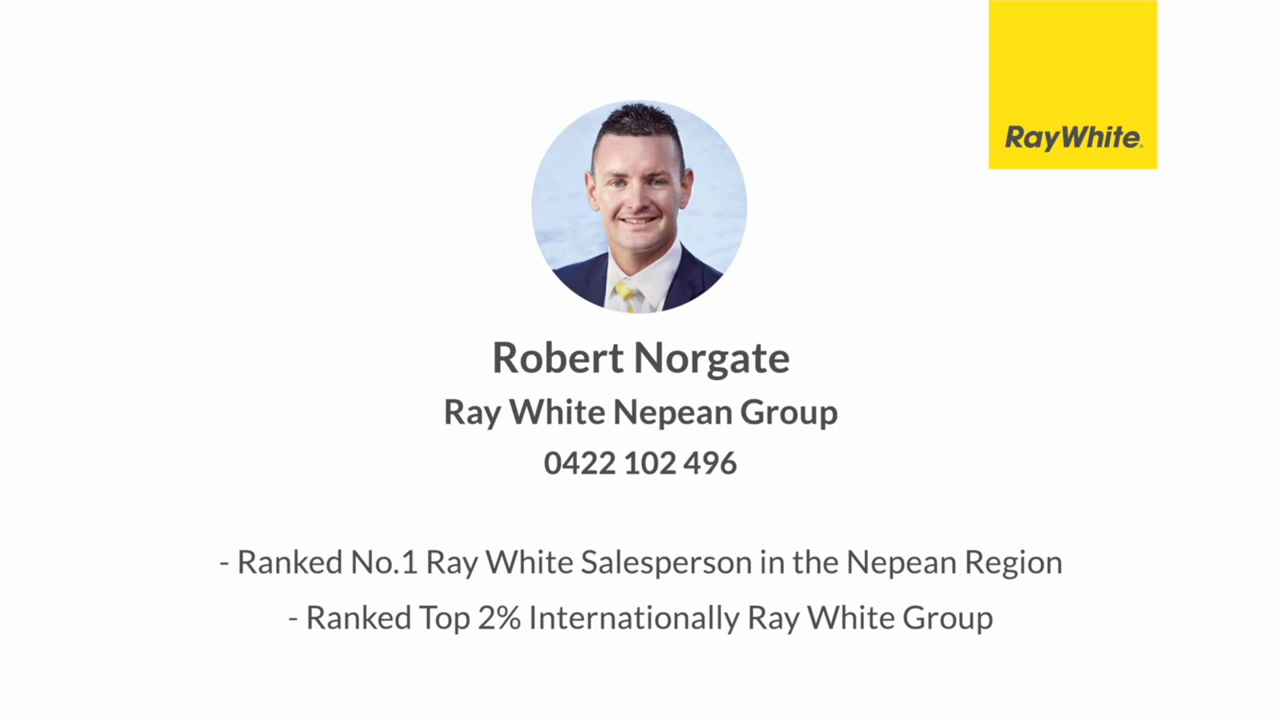 RayWhite
Robert Norgate
Ray White Nepean Group
0422 102 496
- Ranked No.1 Ray White Salesperson in the Nepean Region
- Ranked Top 2% Internationally Ray White Group